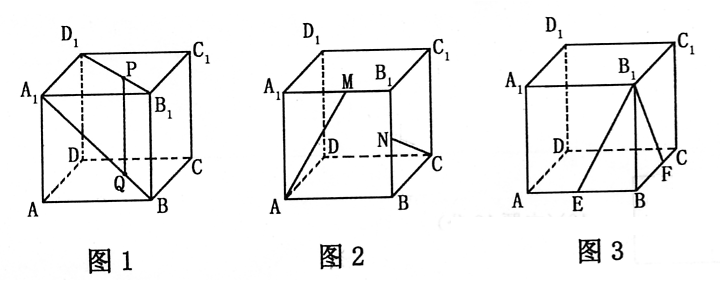 D₁ C₁ P A₁ B₁ D C Q A B
D₁ C₁ M B₁ A₁ N D C A B
D₁ C₁ B₁ A₁ D C F A E B
图1 图2 图3